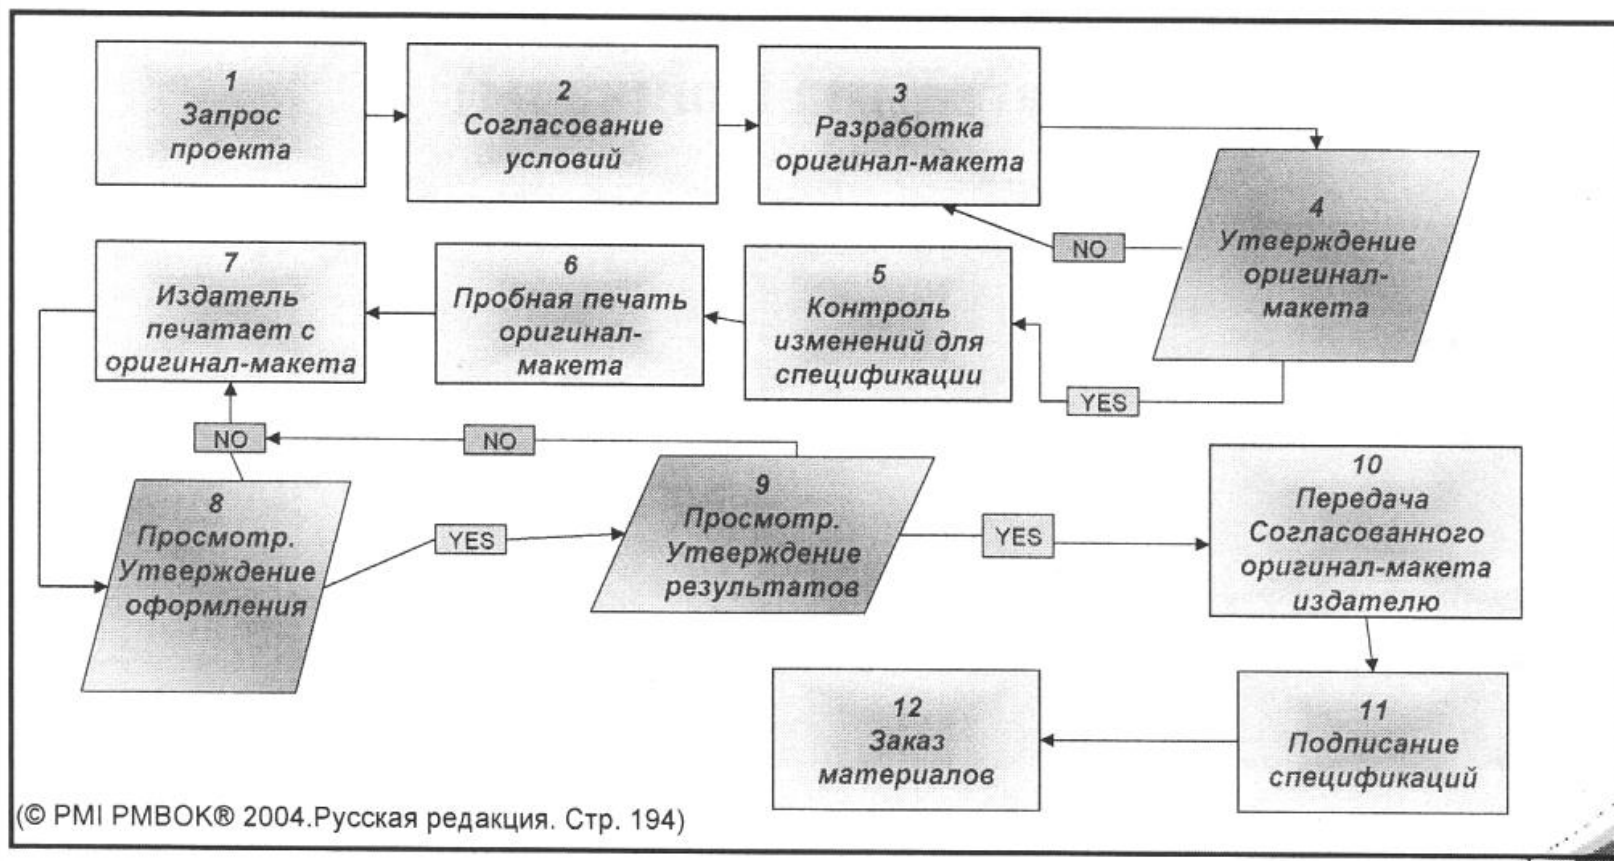 1
Запрос
проекта
2
Согласование
условий
3
Разработка
оригинал-макета
4
Утверждение
оригинал-
макета
NO
YES
5
Контроль
изменений для
спецификации
6
Пробная печать
оригинал-
макета
7
Издатель
печатает с
оригинал-макета
NO
NO
8
Просмотр.
Утверждение
оформления
YES
9
Просмотр.
Утверждение
результатов
YES
10
Передача
Согласованного
оригинал-макета
издателю
11
Подписание
спецификаций
12
Заказ
материалов
(© PMI PMBOK® 2004.Русская редакция. Стр. 194)